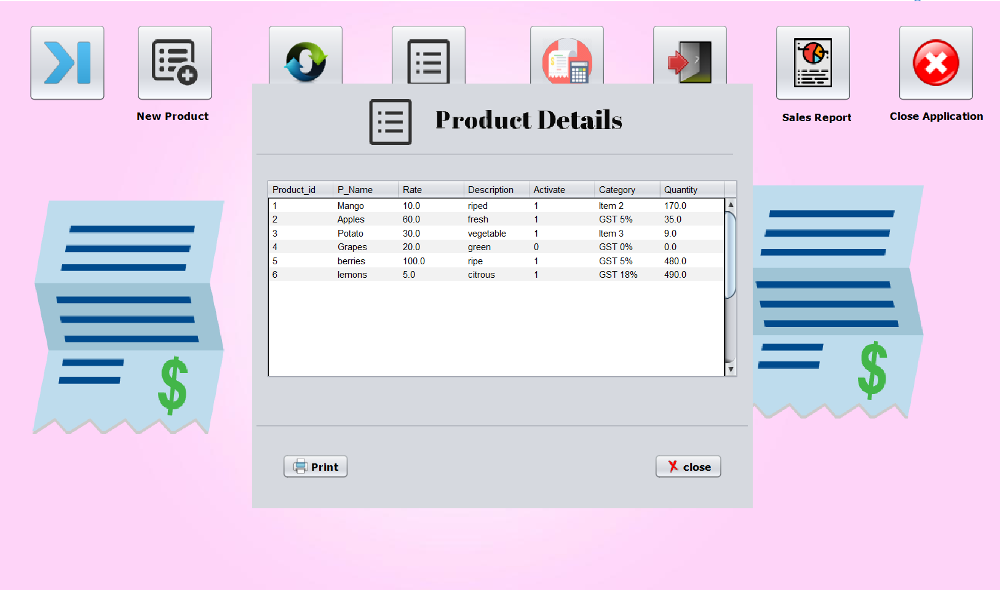 New Product
Sales Report
Close Application
Product Details
Product_id P_Name Rate Description Activate Category Quantity
1 Mango 10.0 riped 1 Item 2 170.0
2 Apples 60.0 fresh 1 GST 5% 35.0
3 Potato 30.0 vegetable 1 Item 3 9.0
4 Grapes 20.0 green 0 GST 0% 0.0
5 berries 100.0 ripe 1 GST 5% 480.0
6 lemons 5.0 citrous 1 GST 18% 490.0
$ $
Print
close